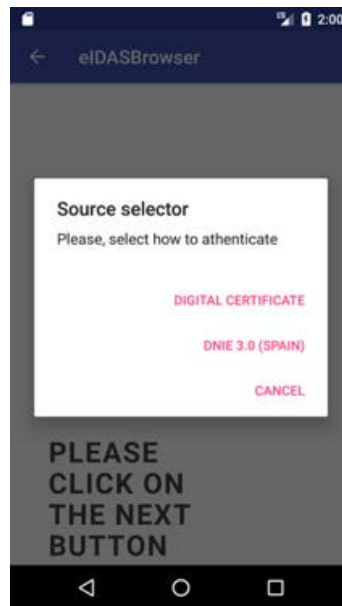 2:00
eIDASBrowser
Source selector
Please, select how to athenticate
DIGITAL CERTIFICATE
DNIE 3.0 (SPAIN)
CANCEL
PLEASE
CLICK ON
THE NEXT
BUTTON